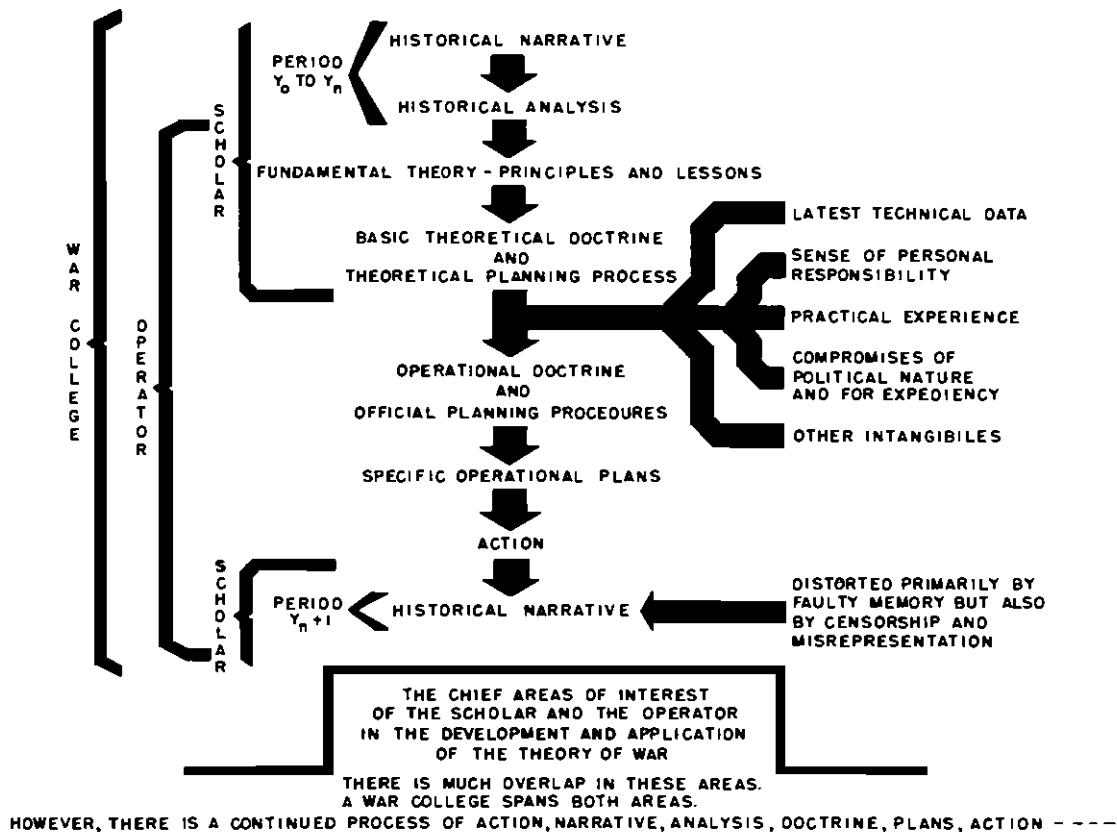 HISTORICAL NARRATIVE
PERIOD
Y0 TO Yn
HISTORICAL ANALYSIS
SCHOLAR
FUNDAMENTAL THEORY - PRINCIPLES AND LESSONS
BASIC THEORETICAL DOCTRINE
AND
THEORETICAL PLANNING PROCESS
LATEST TECHNICAL DATA
SENSE OF PERSONAL
RESPONSIBILITY
PRACTICAL EXPERIENCE
COMPROMISES OF
POLITICAL NATURE
AND FOR EXPEDIENCY
OTHER INTANGIBILES
WAR COLLEGE
OPERATOR
OPERATIONAL DOCTRINE
AND
OFFICIAL PLANNING PROCEDURES
SPECIFIC OPERATIONAL PLANS
ACTION
SCHOLAR
PERIOD
Yn+1
HISTORICAL NARRATIVE
DISTORTED PRIMARILY BY
FAULTY MEMORY BUT ALSO
BY CENSORSHIP AND
MISREPRESENTATION
THE CHIEF AREAS OF INTEREST
OF THE SCHOLAR AND THE OPERATOR
IN THE DEVELOPMENT AND APPLICATION
OF THE THEORY OF WAR
THERE IS MUCH OVERLAP IN THESE AREAS.
A WAR COLLEGE SPANS BOTH AREAS.
HOWEVER, THERE IS A CONTINUED PROCESS OF ACTION, NARRATIVE, ANALYSIS, DOCTRINE, PLANS, ACTION - - - -